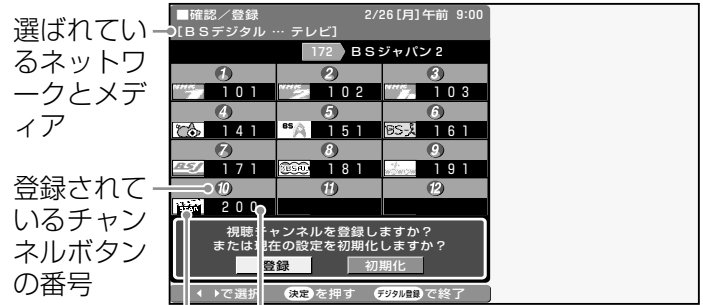 選ばれてい
るネットワ
ークとメデ
ィア
登録されて
いるチャン
ネルボタン
の番号
■確認／登録 2/26[月]午前 9:00
[ＢＳデジタル … テレビ]
172 ＢＳジャパン２
1 2 3
101 102 103
4 5 6
141 BS A 151 BS-i 161
7 8 9
BSJ 171 181 WOWOW 191
10 11 12
200
視聴チャンネルを登録しますか？
または現在の設定を初期化しますか？
登録 初期化
で選択 決定を押す デジタル登録で終了